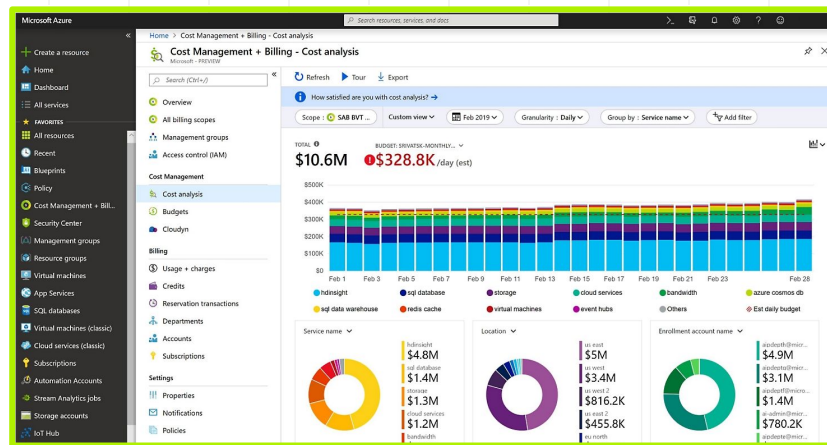 Microsoft Azure
Search resources, services, and docs
Create a resource
Home
Dashboard
All services
FAVORITES
All resources
Recent
Blueprints
Policy
Cost Management + Bill...
Security Center
Management groups
Resource groups
Virtual machines
App Services
SQL databases
Virtual machines (classic)
Cloud services (classic)
Subscriptions
Automation Accounts
Stream Analytics jobs
Storage accounts
IoT Hub
Home > Cost Management + Billing - Cost analysis
Cost Management + Billing - Cost analysis
Microsoft - PREVIEW
Search (Ctrl+/)
Overview
All billing scopes
Management groups
Access control (IAM)
Cost Management
Cost analysis
Budgets
Cloudyn
Billing
Usage + charges
Credits
Reservation transactions
Departments
Accounts
Subscriptions
Settings
Properties
Notifications
Policies
Refresh Tour Export
How satisfied are you with cost analysis? →
Scope : SAB BVT ... Custom view Feb 2019 Granularity : Daily Group by : Service name Add filter
TOTAL BUDGET: SRIVATSK-MONTHLY...
$10.6M $328.8K /day (est)
$500K
$400K
$300K
$200K
$100K
$0
Feb 1 Feb 3 Feb 5 Feb 7 Feb 9 Feb 11 Feb 13 Feb 15 Feb 17 Feb 19 Feb 21 Feb 23 Feb 28
hdinsight sql database storage cloud services bandwidth azure cosmos db
sql data warehouse redis cache virtual machines event hubs Others Est daily budget
Service name
hdinsight
$4.8M
sql database
$1.4M
storage
$1.3M
cloud services
$1.2M
bandwidth
Location
us east
$5M
us west
$3.4M
us west 2
$816.2K
us east 2
$455.8K
eu north
Enrollment account name
$4.9M
$3.1M
$1.4M
ai-admin@micr...
$780.2K